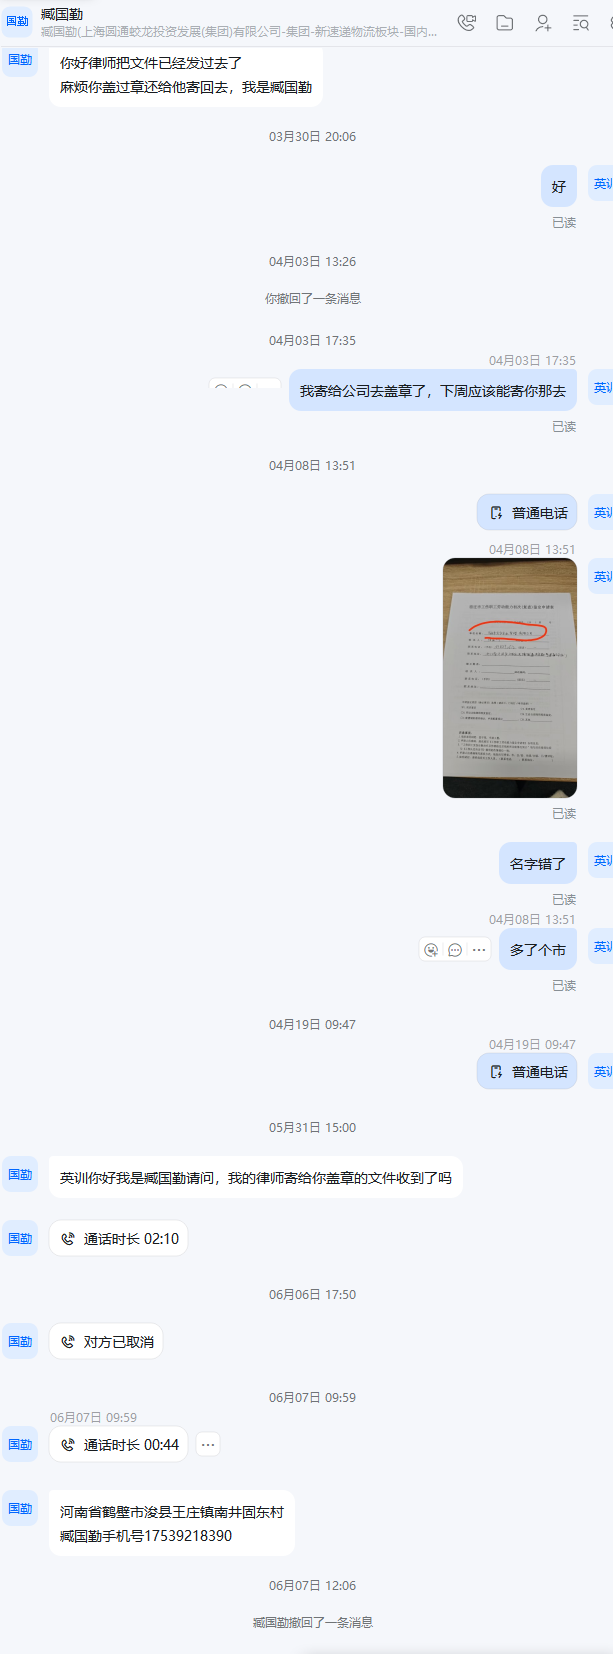 国勤
臧国勤
臧国勤(上海圆通蛟龙投资发展(集团)有限公司-集团-新速递物流板块-国内...
国勤
你好律师把文件已经发过去了
麻烦你盖过章还给他寄回去，我是臧国勤
03月30日 20:06
好
英训
已读
04月03日 13:26
你撤回了一条消息
04月03日 17:35
04月03日 17:35
我寄给公司去盖章了，下周应该能寄你那去
英训
已读
04月08日 13:51
普通电话
英训
04月08日 13:51
英训
已读
名字错了
英训
已读
04月08日 13:51
多了个市
英训
已读
04月19日 09:47
04月19日 09:47
普通电话
英训
05月31日 15:00
国勤
英训你好我是臧国勤请问，我的律师寄给你盖章的文件收到了吗
国勤
通话时长 02:10
06月06日 17:50
国勤
对方已取消
06月07日 09:59
06月07日 09:59
国勤
通话时长 00:44
国勤
河南省鹤壁市浚县王庄镇南井固东村
臧国勤手机号17539218390
06月07日 12:06
臧国勤撤回了一条消息